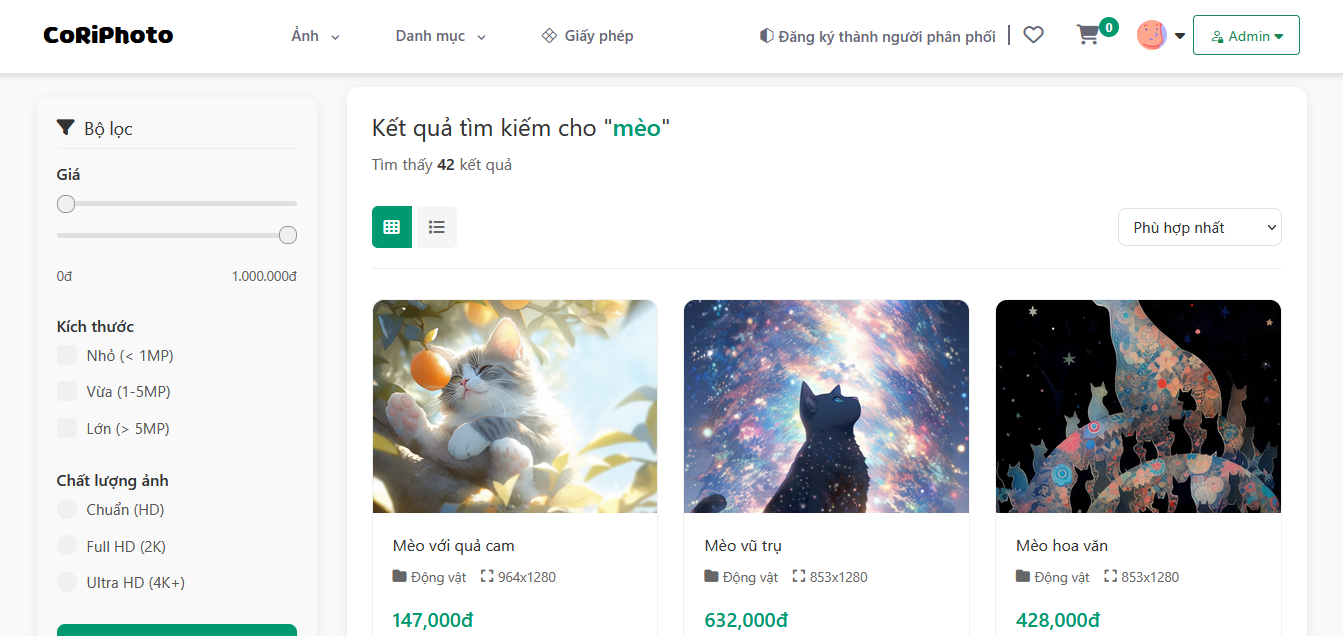 CoRiPhoto
Ảnh
Danh mục
Giấy phép
Đăng ký thành người phân phối
0
Admin
Bộ lọc
Giá
0đ
1.000.000đ
Kích thước
Nhỏ (< 1MP)
Vừa (1-5MP)
Lớn (> 5MP)
Chất lượng ảnh
Chuẩn (HD)
Full HD (2K)
Ultra HD (4K+)
Kết quả tìm kiếm cho "mèo"
Tìm thấy 42 kết quả
Phù hợp nhất
Mèo với quả cam
Động vật 964x1280
147,000đ
Mèo vũ trụ
Động vật 853x1280
632,000đ
Mèo hoa văn
Động vật 853x1280
428,000đ